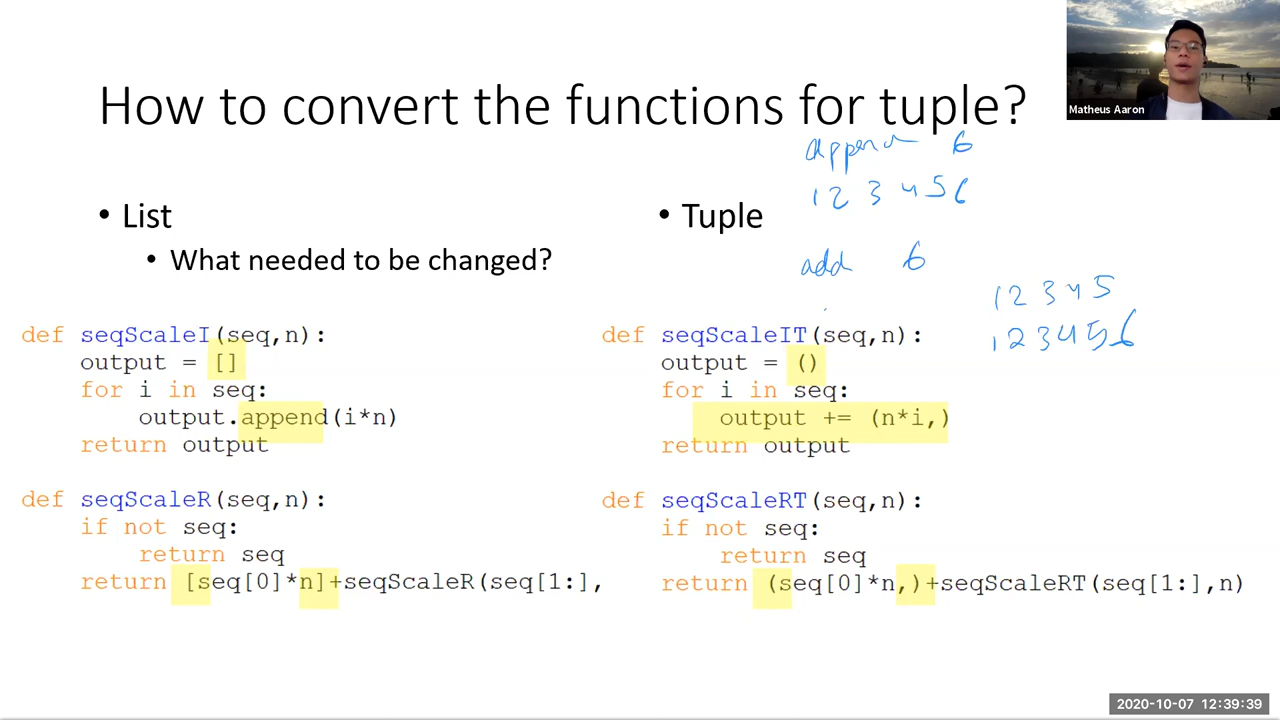 Matheus Aaron
How to convert the functions for tuple?
append 6
1 2 3 4 5 6
• List
• What needed to be changed?
def seqScaleI(seq,n):
output = []
for i in seq:
output.append(i*n)
return output
def seqScaleR(seq,n):
if not seq:
return seq
return [seq[0]*n]+seqScaleR(seq[1:],
• Tuple
add 6
1 2 3 4 5
1 2 3 4 5 6
def seqScaleIT(seq,n):
output = ()
for i in seq:
output += (n*i,)
return output
def seqScaleRT(seq,n):
if not seq:
return seq
return (seq[0]*n,)+seqScaleRT(seq[1:],n)
2020-10-07 12:39:39